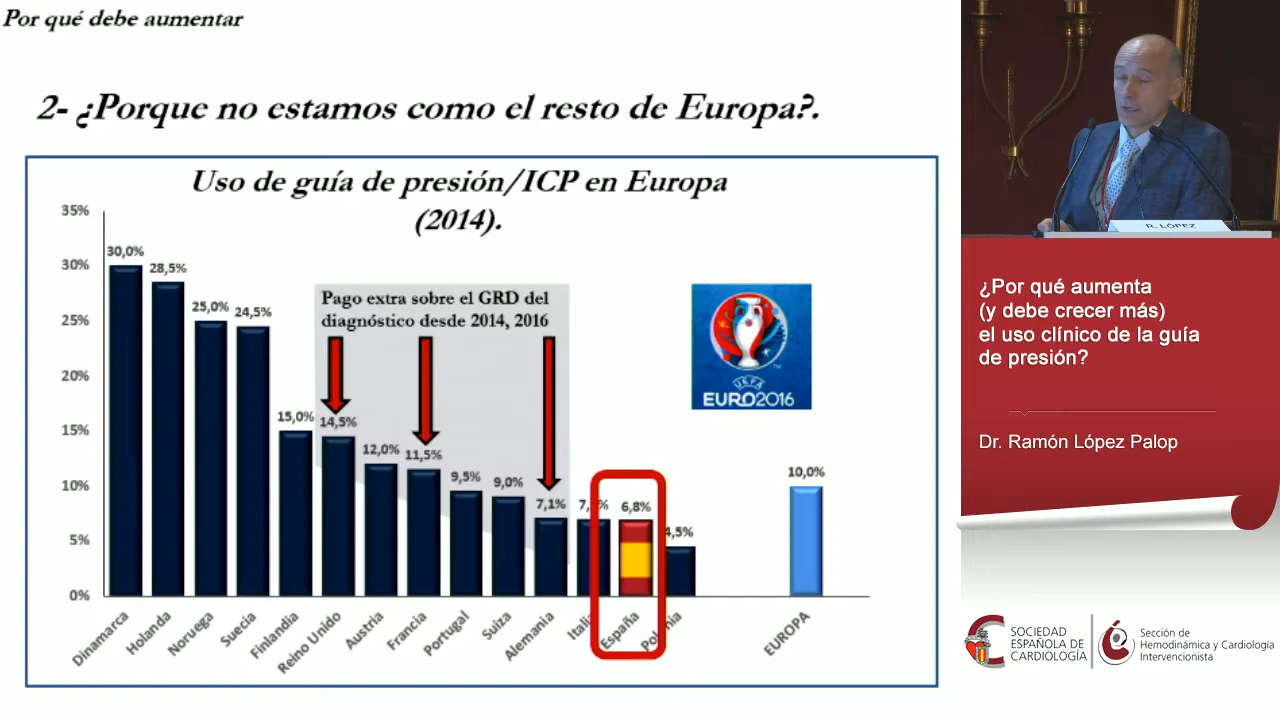 Por qué debe aumentar
2- ¿Porque no estamos como el resto de Europa?.
Uso de guía de presión/ICP en Europa
(2014).
35%
30%
25%
20%
15%
10%
5%
0%
30,0%
28,5%
25,0%
24,5%
15,0%
14,5%
12,0%
11,5%
9,5%
9,0%
7,1%
6,8%
4,5%
10,0%
Pago extra sobre el GRD del
diagnóstico desde 2014, 2016
UEFA
EURO2016
TM
Dinamarca
Holanda
Noruega
Suecia
Finlandia
Reino Unido
Austria
Francia
Portugal
Suiza
Alemania
España
EUROPA
R. LÓPEZ
¿Por qué aumenta
(y debe crecer más)
el uso clínico de la guía
de presión?
Dr. Ramón López Palop
SOCIEDAD
ESPAÑOLA DE
CARDIOLOGÍA
Sección de
Hemodinámica y Cardiología
Intervencionista